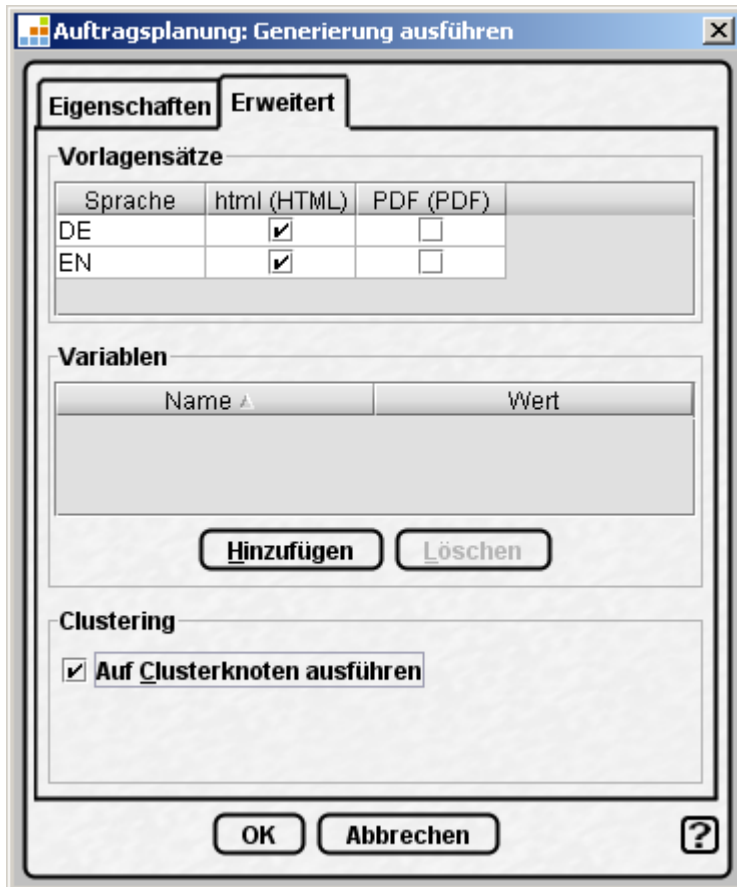 Auftragsplanung: Generierung ausführen
Eigenschaften Erweitert
Vorlagensätze
Sprache html (HTML) PDF (PDF)
DE
EN
Variablen
Name Wert
Hinzufügen Löschen
Clustering
Auf Clusterknoten ausführen
OK Abbrechen ?